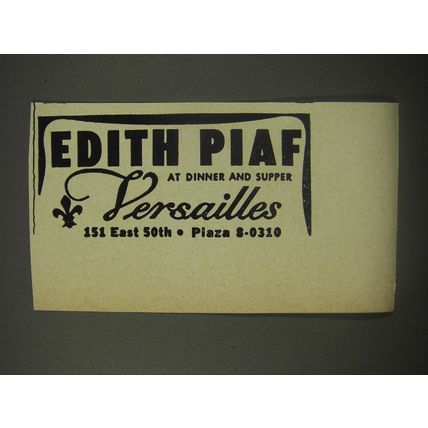 EDITH PIAF
AT DINNER AND SUPPER
Versailles
151 East 50th • Plaza 8-0310